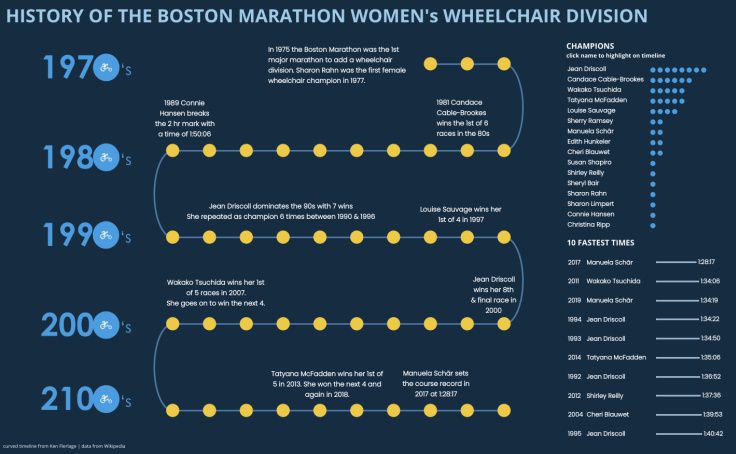 HISTORY OF THE BOSTON MARATHON WOMEN's WHEELCHAIR DIVISION
1970's
In 1975 the Boston Marathon was the 1st
major marathon to add a wheelchair
division. Sharon Rahn was the first female
wheelchair champion in 1977.
1980's
1989 Connie
Hansen breaks
the 2 hr mark with
a time of 1:50:06
1981 Candace
Cable-Brookes
wins the 1st of 6
races in the 80s
1990's
Jean Driscoll dominates the 90s with 7 wins
She repeated as champion 6 times between 1990 & 1996
Louise Sauvage wins her
1st of 4 in 1997
2000's
Wakako Tsuchida wins her 1st
of 5 races in 2007.
She goes on to win the next 4.
Jean Driscoll
wins her 8th
& final race in
2000
2100's
Tatyana McFadden wins her 1st of
5 in 2013. She won the next 4 and
again in 2018.
Manuela Schär sets
the course record in
2017 at 1:28:17
CHAMPIONS
click name to highlight on timeline
Jean Driscoll
Candace Cable-Brookes
Wakako Tsuchida
Tatyana McFadden
Louise Sauvage
Sherry Ramsey
Manuela Schär
Edith Hunkeler
Cheri Blauwet
Susan Shapiro
Shirley Reilly
Sheryl Bair
Sharon Rahn
Sharon Limpert
Connie Hansen
Christina Ripp
10 FASTEST TIMES
2017 Manuela Schär 1:28:17
2011 Wakako Tsuchida 1:34:06
2019 Manuela Schär 1:34:19
1994 Jean Driscoll 1:34:22
1993 Jean Driscoll 1:34:50
2014 Tatyana McFadden 1:35:06
1992 Jean Driscoll 1:36:52
2012 Shirley Reilly 1:37:36
2004 Cheri Blauwet 1:39:53
1995 Jean Driscoll 1:40:42
curved timeline from Ken Flerlage | data from Wikipedia